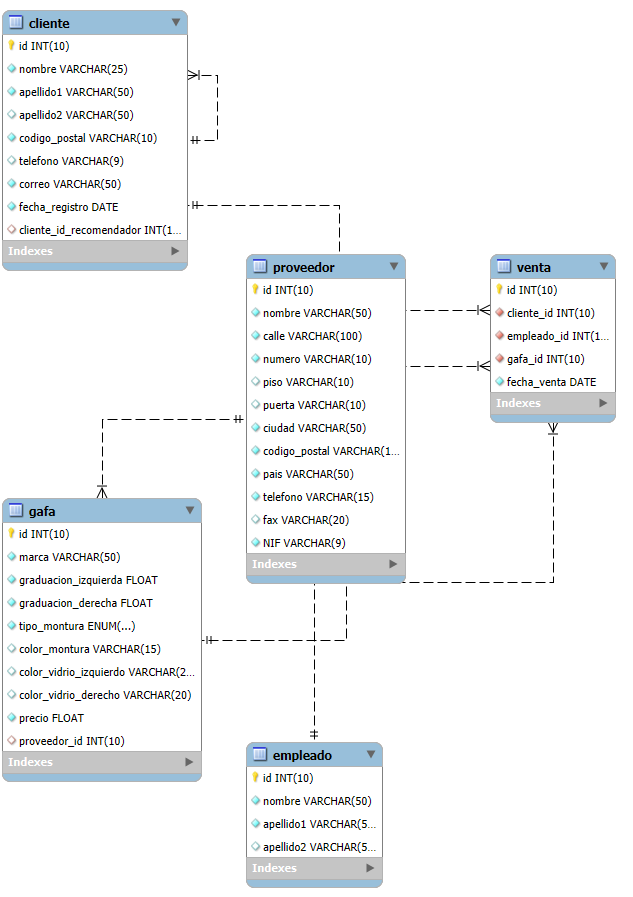 cliente
id INT(10)
nombre VARCHAR(25)
apellido1 VARCHAR(50)
apellido2 VARCHAR(50)
codigo_postal VARCHAR(10)
telefono VARCHAR(9)
correo VARCHAR(50)
fecha_registro DATE
cliente_id_recomendador INT(1...
Indexes
proveedor
id INT(10)
nombre VARCHAR(50)
calle VARCHAR(100)
numero VARCHAR(10)
piso VARCHAR(10)
puerta VARCHAR(10)
ciudad VARCHAR(50)
codigo_postal VARCHAR(1...
pais VARCHAR(50)
telefono VARCHAR(15)
fax VARCHAR(20)
NIF VARCHAR(9)
Indexes
venta
id INT(10)
cliente_id INT(10)
empleado_id INT(1...
gafa_id INT(10)
fecha_venta DATE
Indexes
gafa
id INT(10)
marca VARCHAR(50)
graduacion_izquierda FLOAT
graduacion_derecha FLOAT
tipo_montura ENUM(...)
color_montura VARCHAR(15)
color_vidrio_izquierdo VARCHAR(2...
color_vidrio_derecho VARCHAR(20)
precio FLOAT
proveedor_id INT(10)
Indexes
empleado
id INT(10)
nombre VARCHAR(50)
apellido1 VARCHAR(5...
apellido2 VARCHAR(5...
Indexes